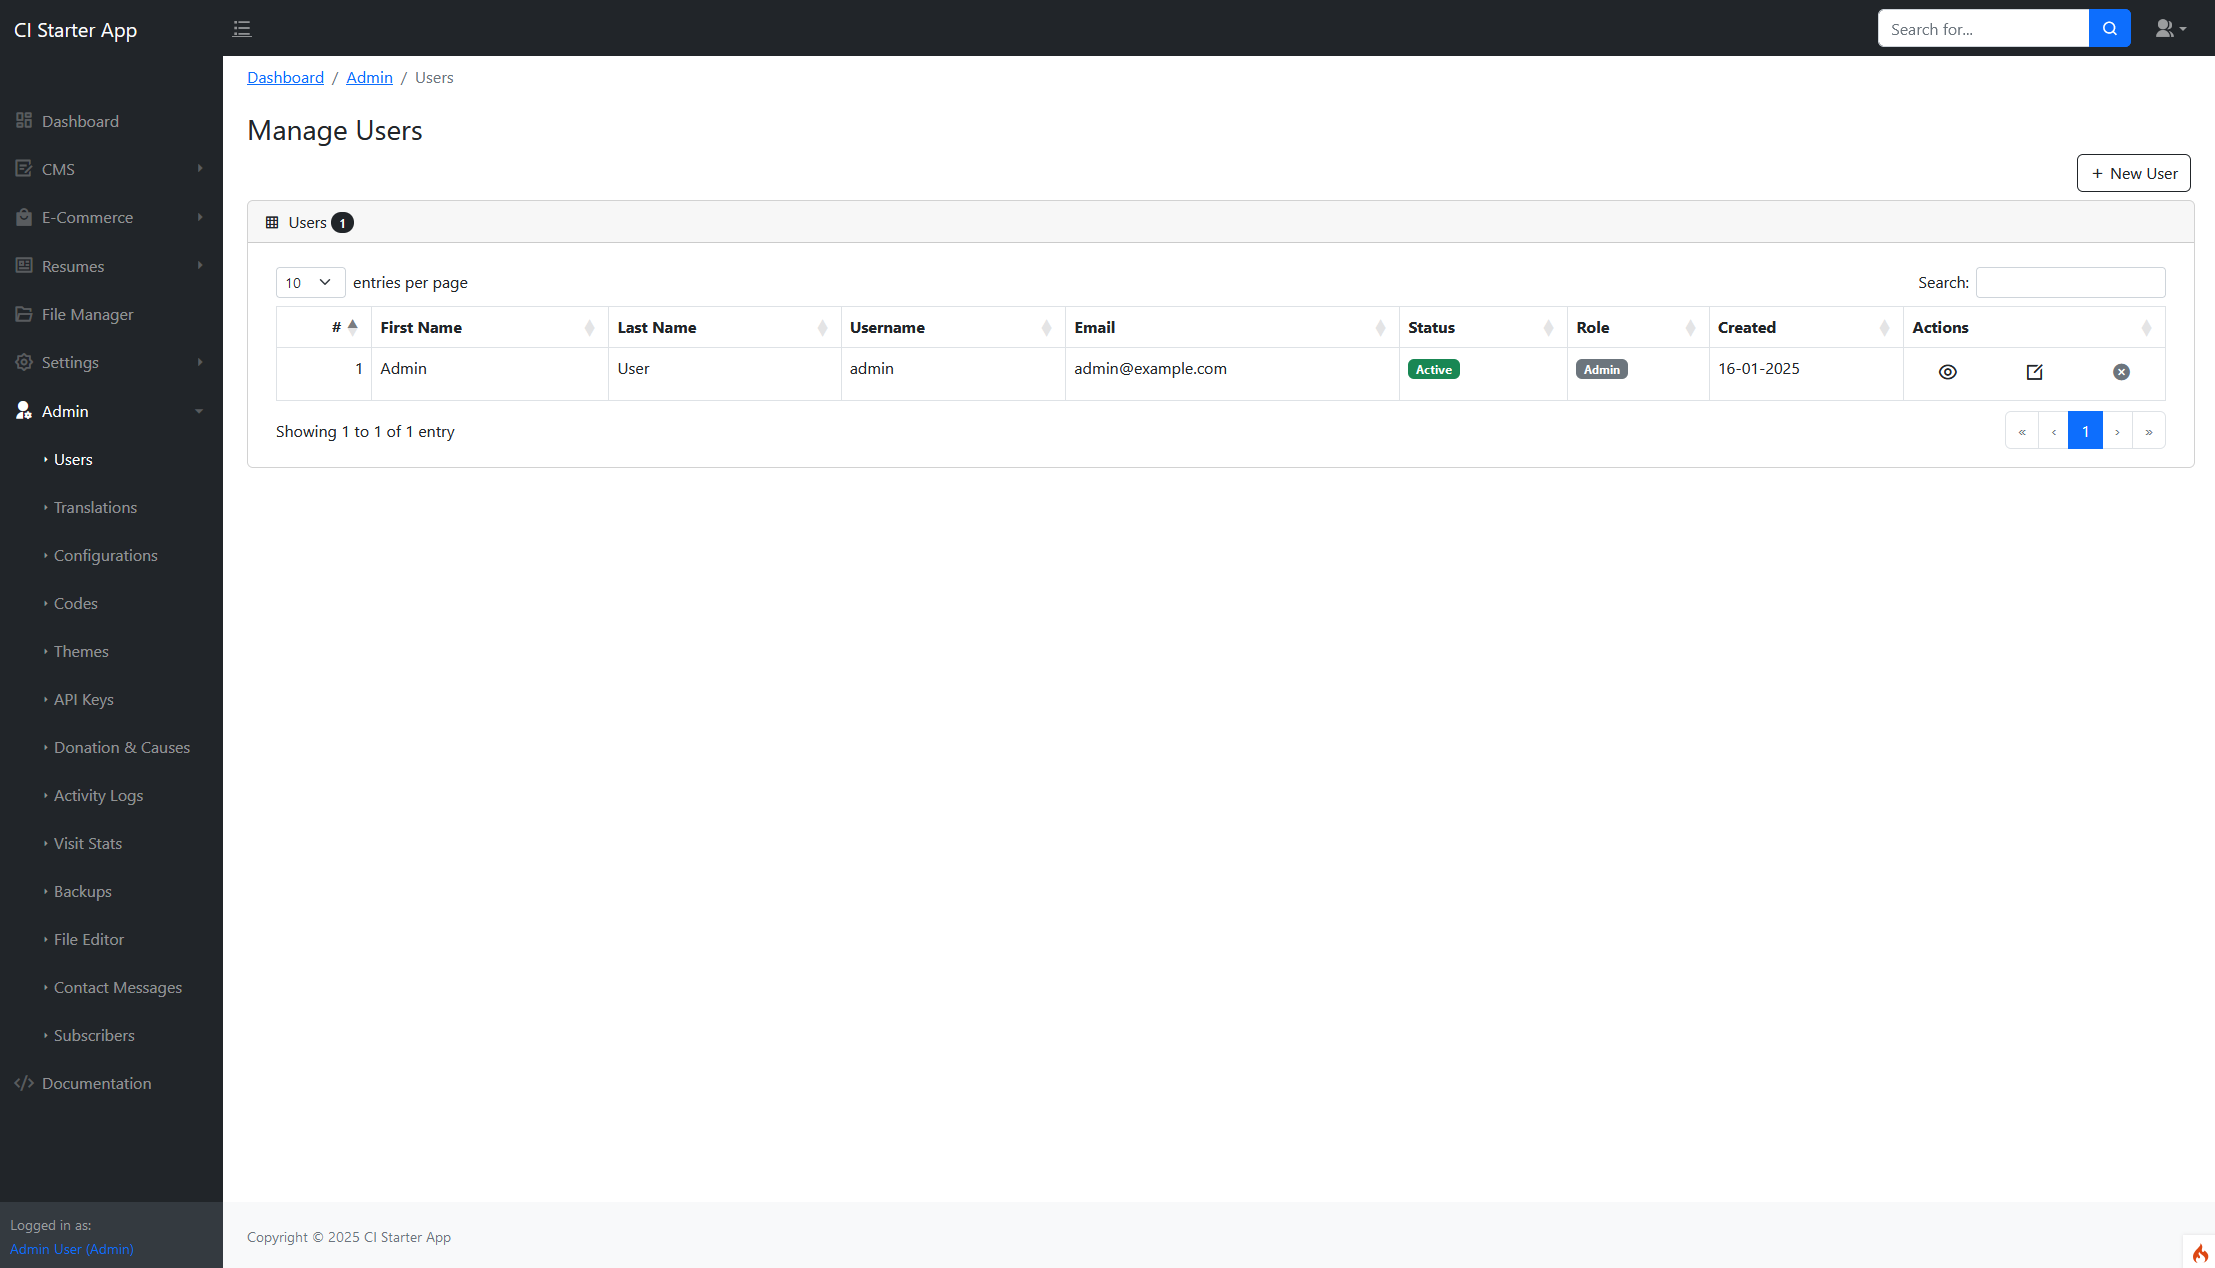 CI Starter App
Search for...
Dashboard / Admin / Users
Manage Users
+ New User
Users 1
10 entries per page
Search:
# First Name Last Name Username Email Status Role Created Actions
1 Admin User admin admin@example.com Active Admin 16-01-2025
Showing 1 to 1 of 1 entry
« ‹ 1 › »
Dashboard
CMS
E-Commerce
Resumes
File Manager
Settings
Admin
Users
Translations
Configurations
Codes
Themes
API Keys
Donation & Causes
Activity Logs
Visit Stats
Backups
File Editor
Contact Messages
Subscribers
Documentation
Logged in as:
Admin User (Admin)
Copyright © 2025 CI Starter App